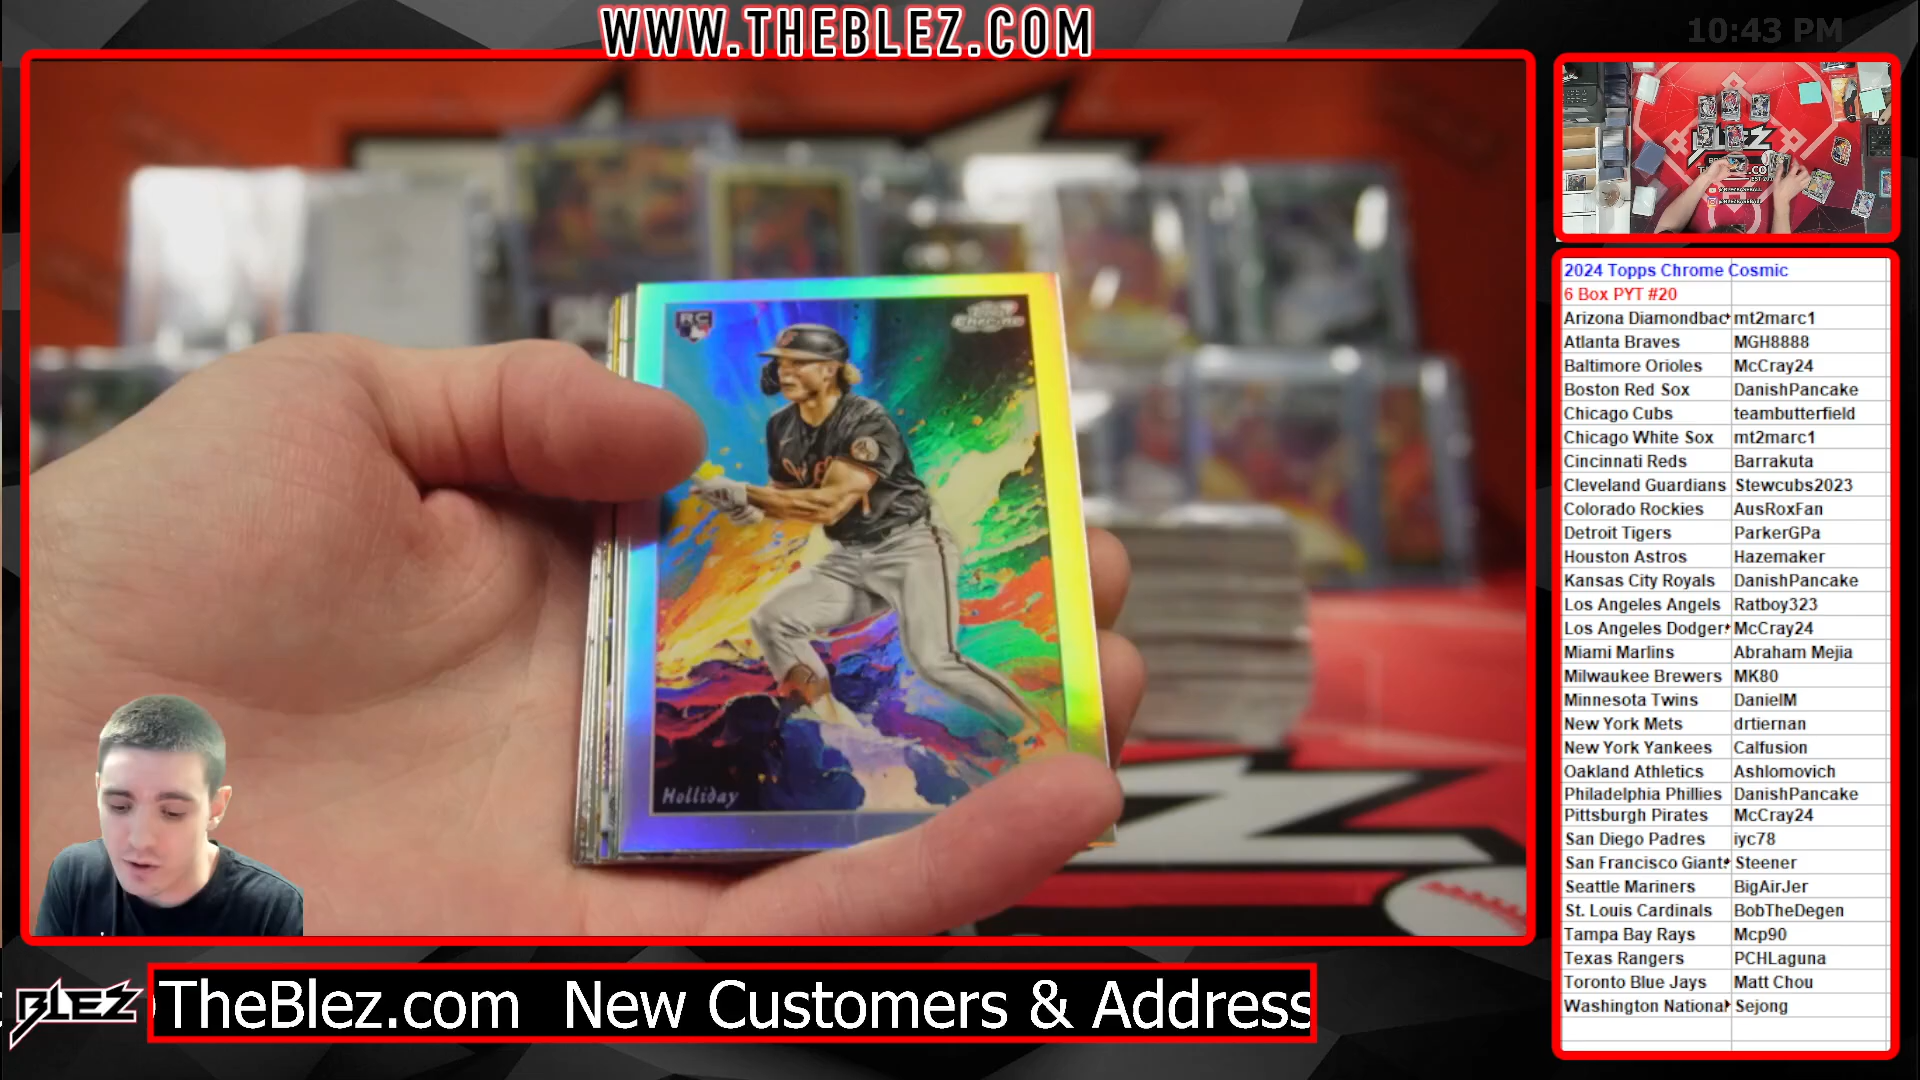 WWW.THEBLEZ.COM
10:43 PM
RC
Topps Chrome
Holliday
BLEZ
2024 Topps Chrome Cosmic
6 Box PYT #20
Arizona Diamondbac mt2marc1
Atlanta Braves MGH8888
Baltimore Orioles McCray24
Boston Red Sox DanishPancake
Chicago Cubs teambutterfield
Chicago White Sox mt2marc1
Cincinnati Reds Barrakuta
Cleveland Guardians Stewcubs2023
Colorado Rockies AusRoxFan
Detroit Tigers ParkerGPa
Houston Astros Hazemaker
Kansas City Royals DanishPancake
Los Angeles Angels Ratboy323
Los Angeles Dodger McCray24
Miami Marlins Abraham Mejia
Milwaukee Brewers MK80
Minnesota Twins DanielM
New York Mets drtiernan
New York Yankees Calfusion
Oakland Athletics Ashlomovich
Philadelphia Phillies DanishPancake
Pittsburgh Pirates McCray24
San Diego Padres iyc78
San Francisco Giant Steener
Seattle Mariners BigAirJer
St. Louis Cardinals BobTheDegen
Tampa Bay Rays Mcp90
Texas Rangers PCHLaguna
Toronto Blue Jays Matt Chou
Washington National Sejong
BLEZ
TheBlez.com New Customers & Address